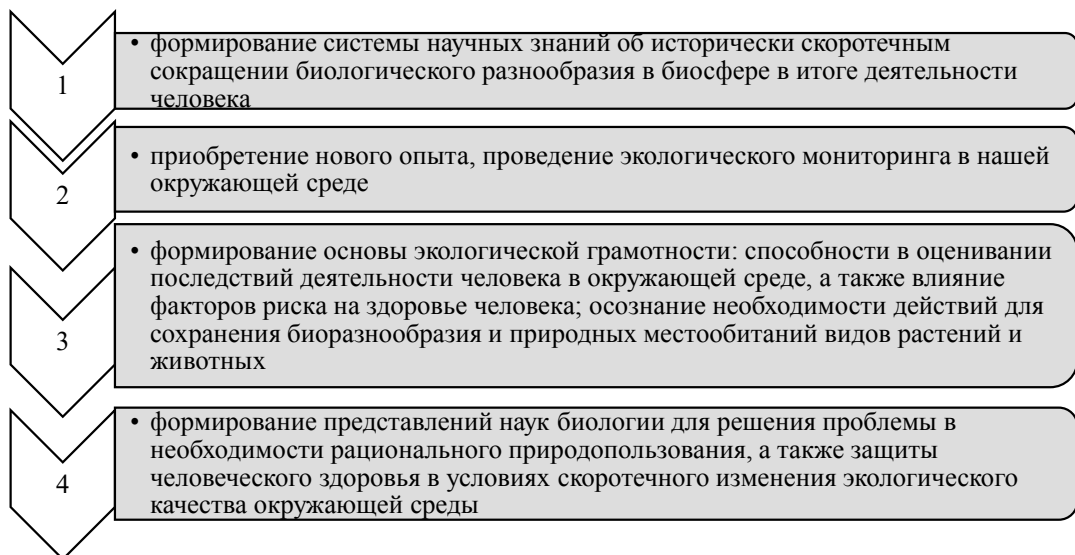 1
• формирование системы научных знаний об исторически скоротечным
сокращении биологического разнообразия в биосфере в итоге деятельности
человека
2
• приобретение нового опыта, проведение экологического мониторинга в нашей
окружающей среде
3
• формирование основы экологической грамотности: способности в оценивании
последствий деятельности человека в окружающей среде, а также влияние
факторов риска на здоровье человека; осознание необходимости действий для
сохранения биоразнообразия и природных местообитаний видов растений и
животных
4
• формирование представлений наук биологии для решения проблемы в
необходимости рационального природопользования, а также защиты
человеческого здоровья в условиях скоротечного изменения экологического
качества окружающей среды